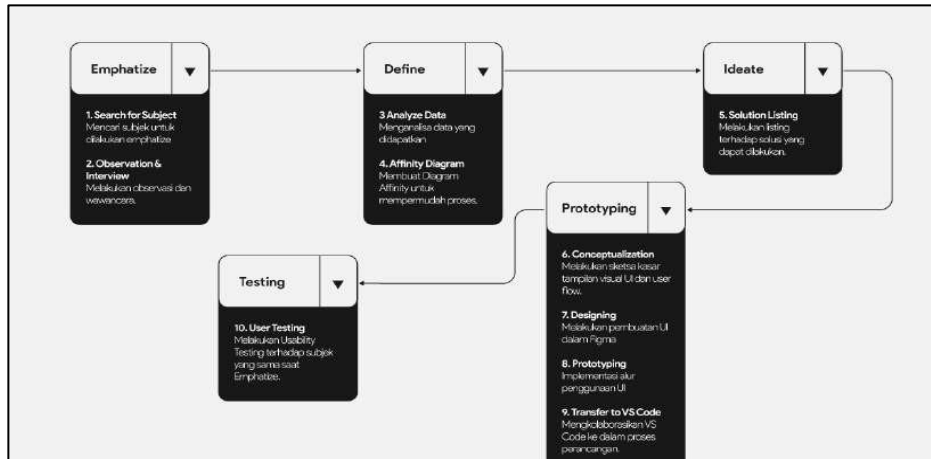 Emphatize
1. Search for Subject
Mencari subjek untuk
dilakukan emphatize
2. Observation &
Interview
Melakukan observasi dan
wawancara.
Define
3 Analyze Data
Menganalisa data yang
didapatkan
4. Affinity Diagram
Membuat Diagram
Affinity untuk
mempermudah proses.
Ideate
5. Solution Listing
Melakukan listing
terhadap solusi yang
dapat dilakukan.
Prototyping
6. Conceptualization
Melakukan sketsa kasar
tampilan visual UI dan user
flow.
7. Designing
Melakukan pembuatan UI
dalam Figma
8. Prototyping
Implementasi alur
penggunaan UI
9. Transfer to VS Code
Mengkolaborasikan VS
Code ke dalam proses
perancangan.
Testing
10. User Testing
Melakukan Usability
Testing terhadap subjek
yang sama saat
Emphatize.